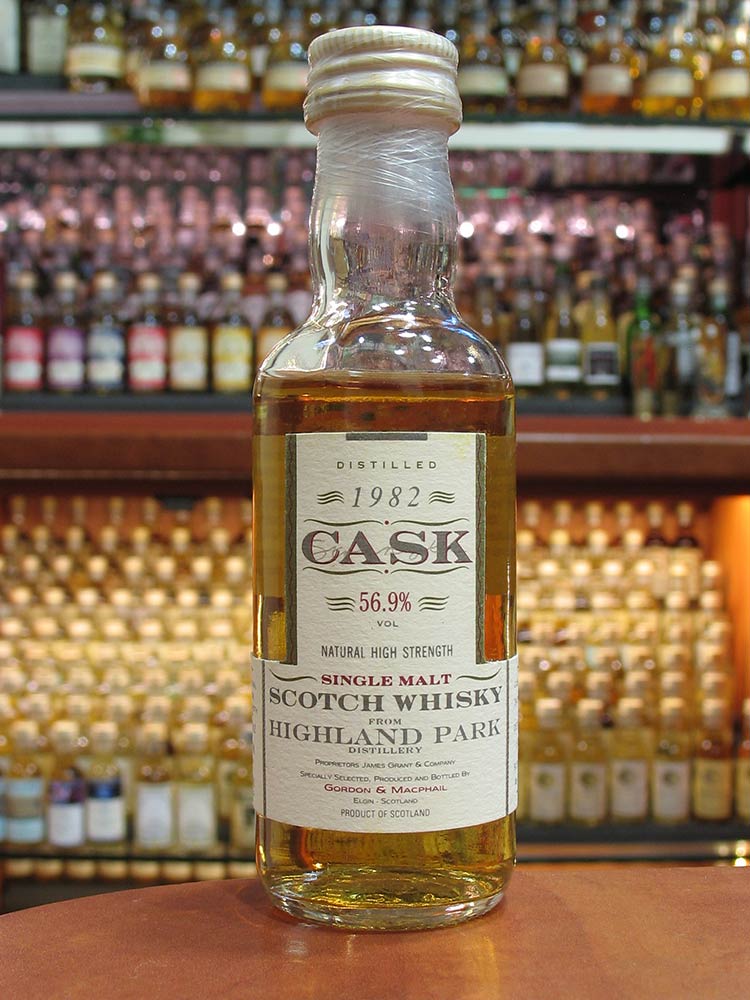 DISTILLED
1982
CASK
56.9%
VOL
NATURAL HIGH STRENGTH
SINGLE MALT
SCOTCH WHISKY
FROM
HIGHLAND PARK
DISTILLERY
PROPRIETORS JAMES GRANT & COMPANY
SPECIALLY SELECTED, PRODUCED AND BOTTLED BY
GORDON & MACPHAIL
ELGIN - SCOTLAND
PRODUCT OF SCOTLAND